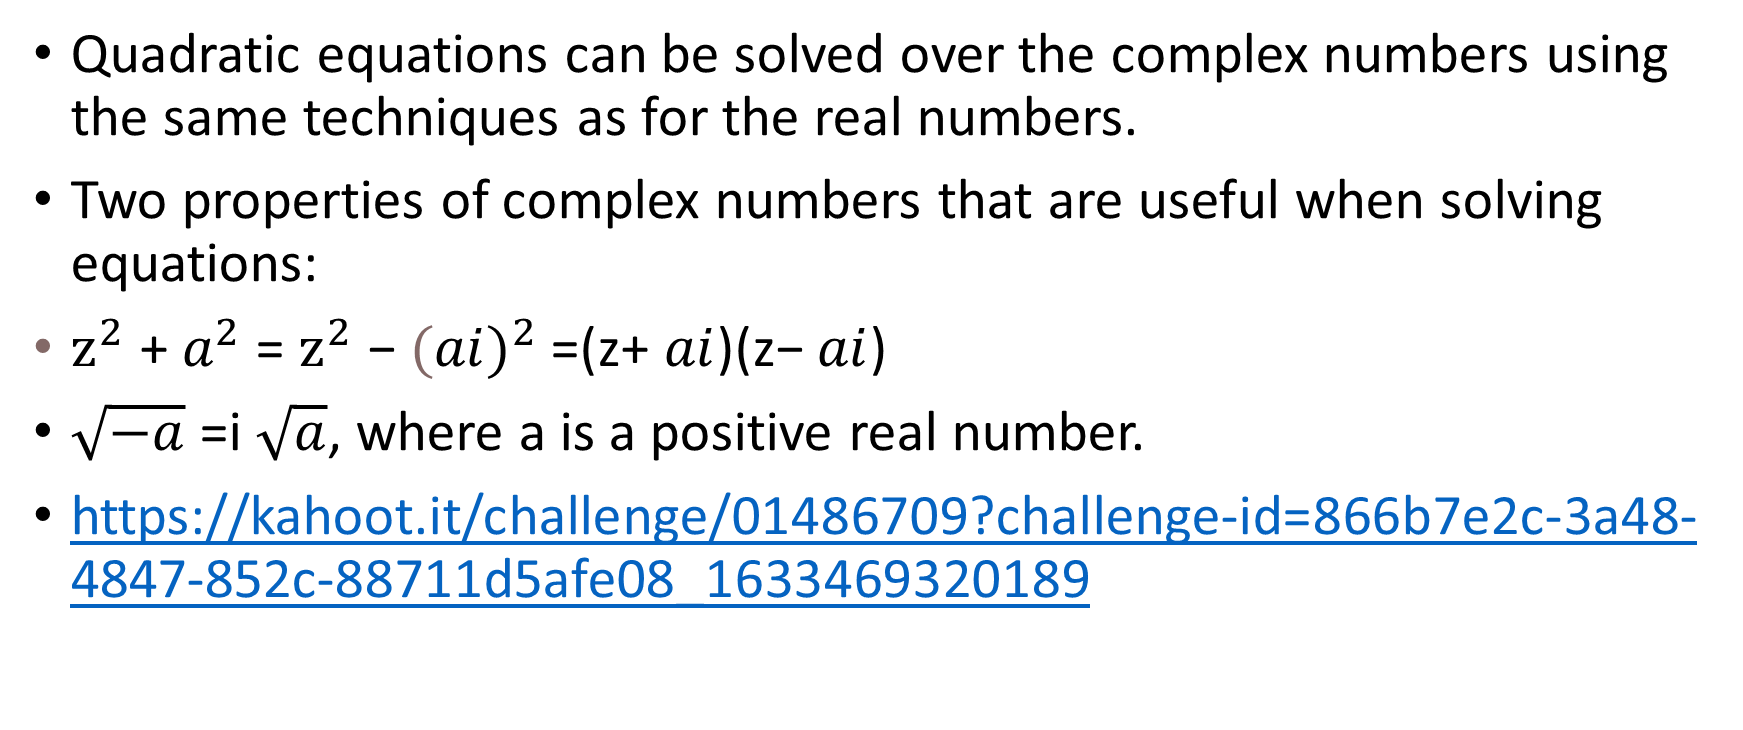 • Quadratic equations can be solved over the complex numbers using
the same techniques as for the real numbers.
• Two properties of complex numbers that are useful when solving
equations:
• z² + a² = z² − (ai)² =(z+ ai)(z− ai)
• √−a =i √a, where a is a positive real number.
• https://kahoot.it/challenge/01486709?challenge-id=866b7e2c-3a48-
4847-852c-88711d5afe08_1633469320189